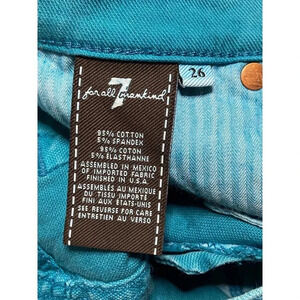 7
for all mankind
26
95% COTTON
5% SPANDEX
95% COTON
5% ELASTHANNE
ASSEMBLED IN MEXICO
OF IMPORTED FABRIC
FINISHED IN U.S.A.
ASSEMBLÉS AU MEXIQUE
DU TISSU IMPORTÉ
FINI AUX ÉTATS-UNIS
SEE REVERSE FOR CARE
ENTRETIEN AU VERSO